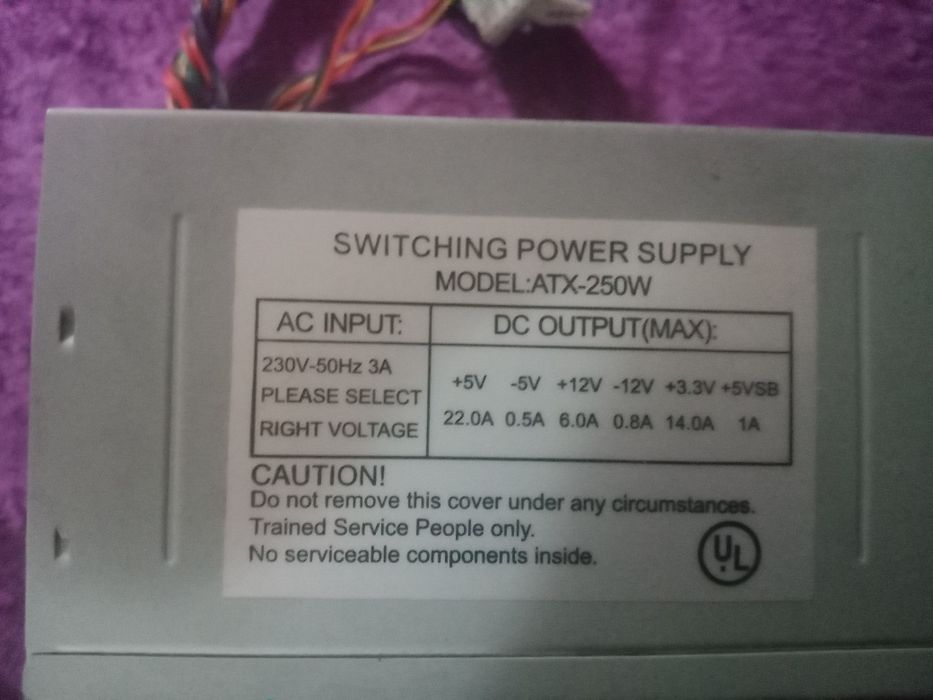 SWITCHING POWER SUPPLY
MODEL:ATX-250W
AC INPUT:
230V-50Hz 3A
PLEASE SELECT
RIGHT VOLTAGE
DC OUTPUT(MAX):
+5V -5V +12V -12V +3.3V +5VSB
22.0A 0.5A 6.0A 0.8A 14.0A 1A
CAUTION!
Do not remove this cover under any circumstances.
Trained Service People only.
No serviceable components inside.
UL